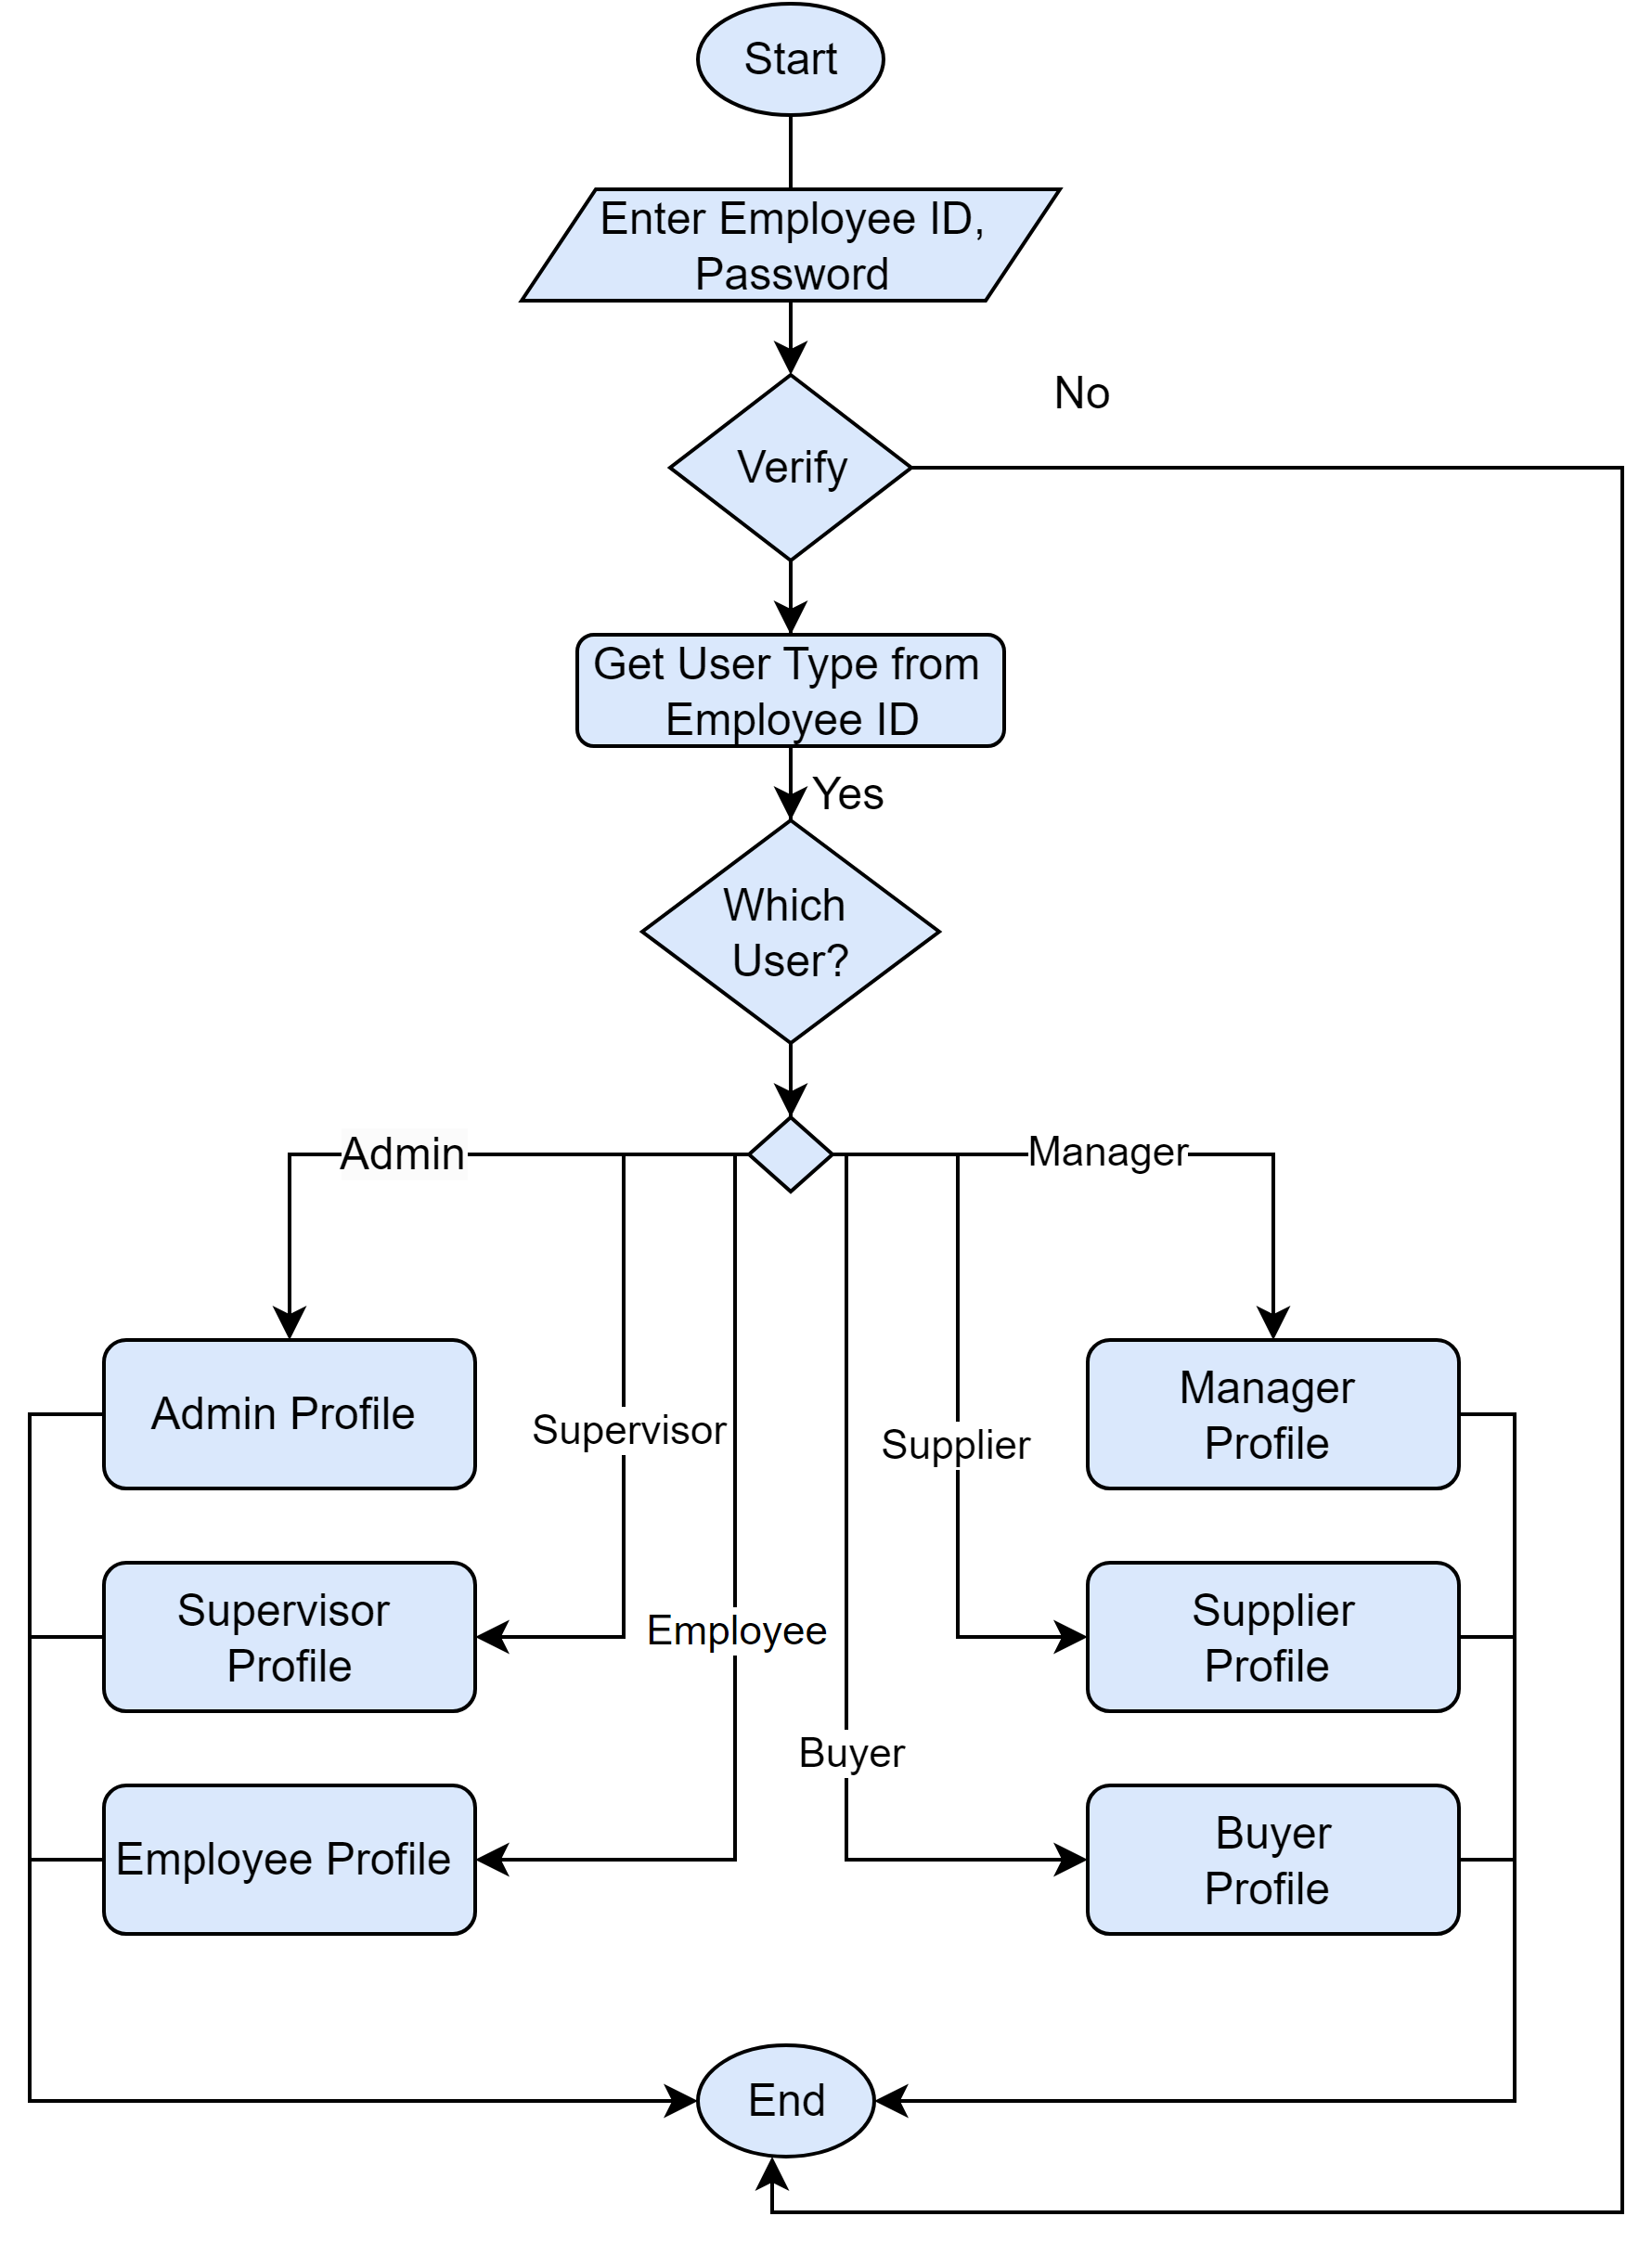 Start
Enter Employee ID,
Password
No
Verify
Get User Type from
Employee ID
Yes
Which
User?
Admin
Manager
Admin Profile
Supervisor
Supplier
Manager
Profile
Supervisor
Profile
Employee
Supplier
Profile
Buyer
Employee Profile
Buyer
Profile
End